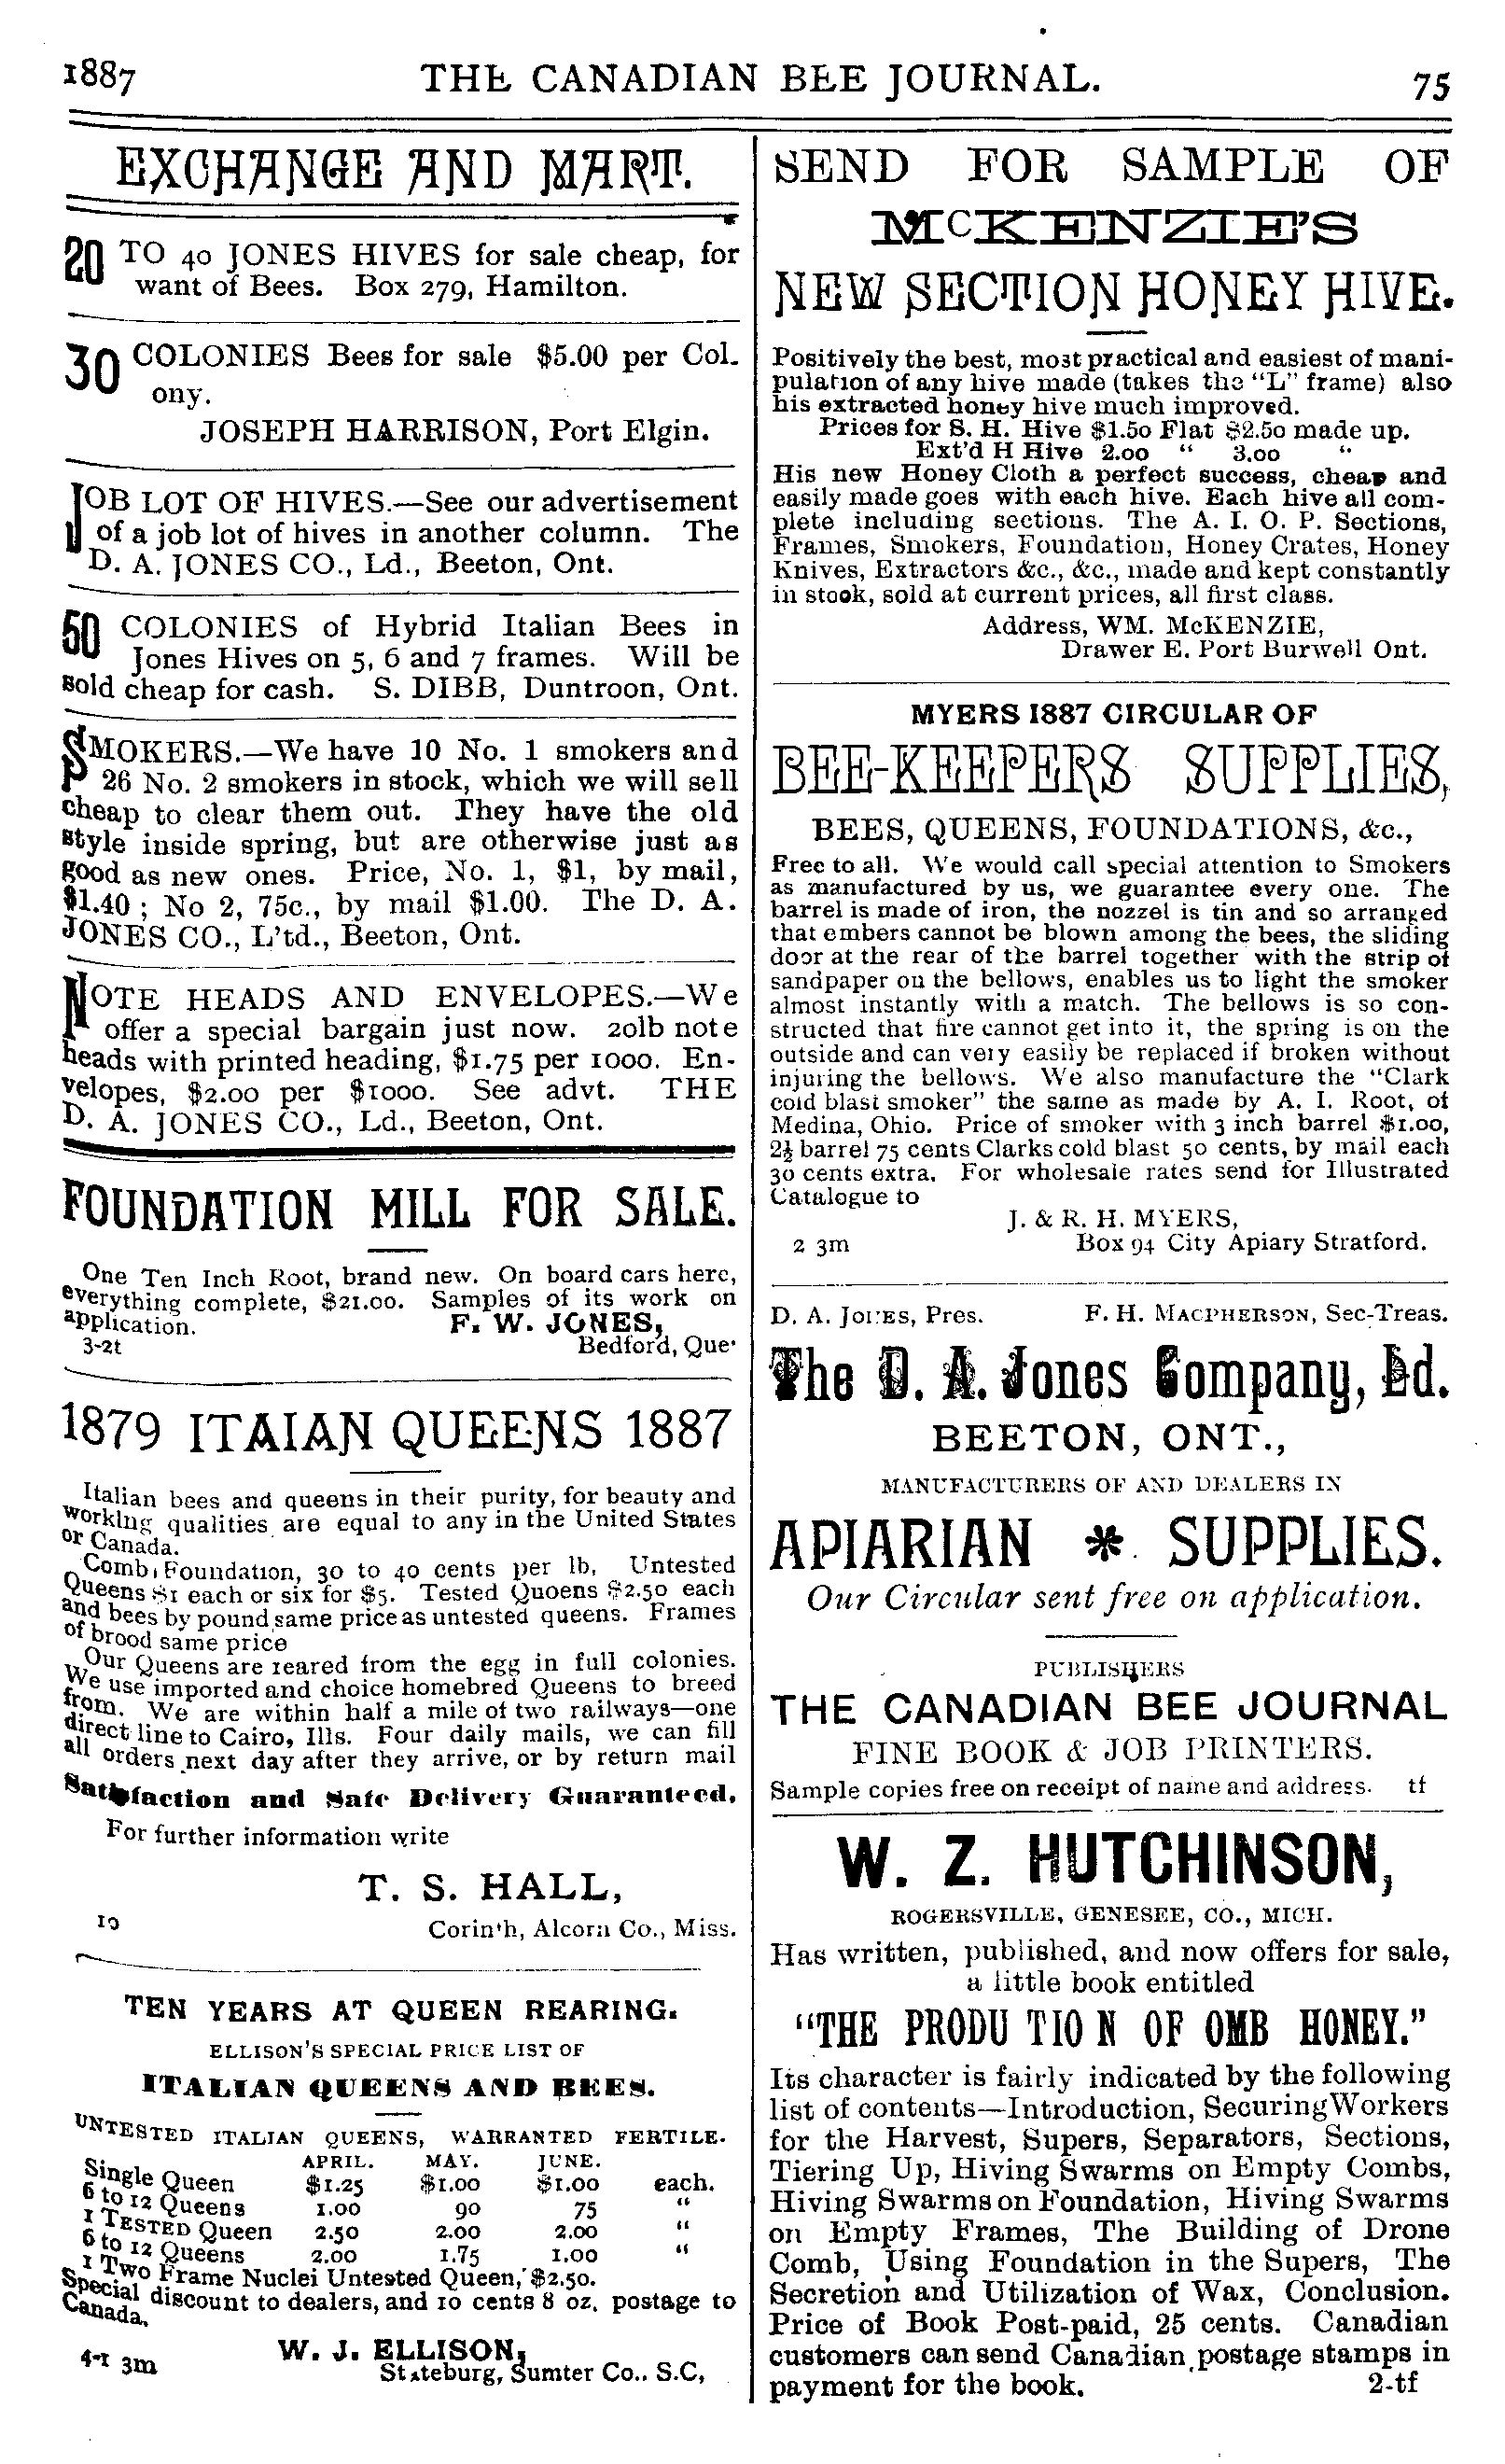 1887 THE CANADIAN BEE JOURNAL. 75
EXCHANGE AND MART.
20 TO 40 JONES HIVES for sale cheap, for
want of Bees. Box 279, Hamilton.
30 COLONIES Bees for sale $5.00 per Col-
ony.
JOSEPH HARRISON, Port Elgin.
JOB LOT OF HIVES.—See our advertisement
of a job lot of hives in another column. The
D. A. JONES CO., Ld., Beeton, Ont.
50 COLONIES of Hybrid Italian Bees in
Jones Hives on 5, 6 and 7 frames. Will be
sold cheap for cash. S. DIBB, Duntroon, Ont.
SMOKERS.—We have 10 No. 1 smokers and
26 No. 2 smokers in stock, which we will sell
cheap to clear them out. They have the old
style inside spring, but are otherwise just as
good as new ones. Price, No. 1, $1, by mail,
$1.40 ; No 2, 75c., by mail $1.00. The D. A.
JONES CO., L'td., Beeton, Ont.
NOTE HEADS AND ENVELOPES.—We
offer a special bargain just now. 20lb note
heads with printed heading, $1.75 per 1000. En-
velopes, $2.00 per $1000. See advt. THE
D. A. JONES CO., Ld., Beeton, Ont.
FOUNDATION MILL FOR SALE.
One Ten Inch Root, brand new. On board cars here,
everything complete, $21.00. Samples of its work on
application. F. W. JONES,
3-2t Bedford, Que.
1879 ITAIAN QUEENS 1887
Italian bees and queens in their purity, for beauty and
working qualities are equal to any in the United States
or Canada.
Comb, Foundation, 30 to 40 cents per lb. Untested
Queens $1 each or six for $5. Tested Quoens $2.50 each
and bees by pound same price as untested queens. Frames
of brood same price
Our Queens are reared from the egg in full colonies.
We use imported and choice homebred Queens to breed
from. We are within half a mile of two railways—one
direct line to Cairo, Ills. Four daily mails, we can fill
all orders next day after they arrive, or by return mail
Satisfaction and Safe Delivery Guaranteed.
For further information write
T. S. HALL,
10 Corinth, Alcorn Co., Miss.
TEN YEARS AT QUEEN REARING.
ELLISON'S SPECIAL PRICE LIST OF
ITALIAN QUEENS AND BEES.
UNTESTED ITALIAN QUEENS, WARRANTED FERTILE.
APRIL. MAY. JUNE.
Single Queen $1.25 $1.00 $1.00 each.
6 to 12 Queens 1.00 90 75 "
1 TESTED Queen 2.50 2.00 2.00 "
6 to 12 Queens 2.00 1.75 1.00 "
1 Two Frame Nuclei Untested Queen, $2.50.
Special discount to dealers, and 10 cents 8 oz. postage to
Canada.
W. J. ELLISON,
4-1 3m Stateburg, Sumter Co.. S.C,
SEND FOR SAMPLE OF
McKENZIE'S
NEW SECTION HONEY HIVE.
Positively the best, most practical and easiest of mani-
pulation of any hive made (takes the "L" frame) also
his extracted honey hive much improved.
Prices for S. H. Hive $1.50 Flat $2.50 made up.
Ext'd H Hive 2.00 " 3.00 "
His new Honey Cloth a perfect success, cheap and
easily made goes with each hive. Each hive all com-
plete including sections. The A. I. O. P. Sections,
Frames, Smokers, Foundation, Honey Crates, Honey
Knives, Extractors &c., &c., made and kept constantly
in stook, sold at current prices, all first class.
Address, WM. McKENZIE,
Drawer E. Port Burwell Ont.
MYERS 1887 CIRCULAR OF
BEE-KEEPERS SUPPLIES,
BEES, QUEENS, FOUNDATIONS, &c.,
Free to all. We would call special attention to Smokers
as manufactured by us, we guarantee every one. The
barrel is made of iron, the nozzel is tin and so arranged
that embers cannot be blown among the bees, the sliding
door at the rear of the barrel together with the strip of
sandpaper on the bellows, enables us to light the smoker
almost instantly with a match. The bellows is so con-
structed that fire cannot get into it, the spring is on the
outside and can very easily be replaced if broken without
injuring the bellows. We also manufacture the "Clark
cold blast smoker" the same as made by A. I. Root, of
Medina, Ohio. Price of smoker with 3 inch barrel $1.00,
2½ barrel 75 cents Clarks cold blast 50 cents, by mail each
30 cents extra. For wholesale rates send for Illustrated
Catalogue to
J. & R. H. MYERS,
2 3m Box 94 City Apiary Stratford.
D. A. JONES, Pres. F. H. MACPHERSON, Sec-Treas.
The D. A. Jones Company, Ld.
BEETON, ONT.,
MANUFACTURERS OF AND DEALERS IN
APIARIAN * SUPPLIES.
Our Circular sent free on application.
PUBLISHERS
THE CANADIAN BEE JOURNAL
FINE BOOK & JOB PRINTERS.
Sample copies free on receipt of name and address. tf
W. Z. HUTCHINSON,
ROGERSVILLE, GENESEE, CO., MICH.
Has written, published, and now offers for sale,
a little book entitled
"THE PRODU TIO N OF OMB HONEY."
Its character is fairly indicated by the following
list of contents—Introduction, Securing Workers
for the Harvest, Supers, Separators, Sections,
Tiering Up, Hiving Swarms on Empty Combs,
Hiving Swarms on Foundation, Hiving Swarms
on Empty Frames, The Building of Drone
Comb, Using Foundation in the Supers, The
Secretion and Utilization of Wax, Conclusion.
Price of Book Post-paid, 25 cents. Canadian
customers can send Canadian postage stamps in
payment for the book. 2-tf